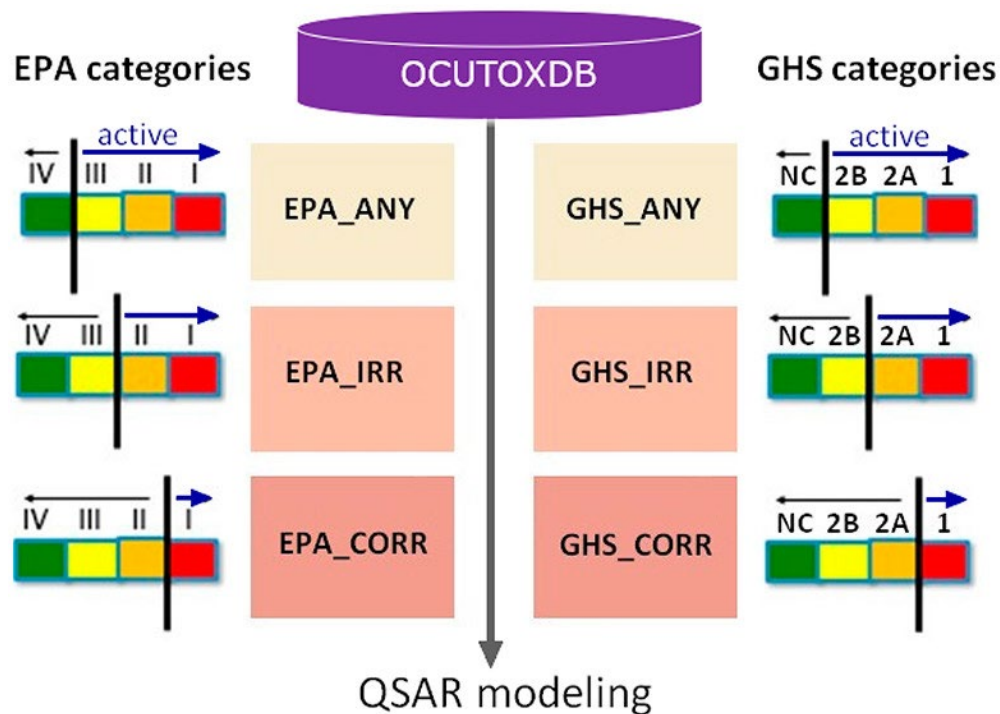 OCUTOXDB
EPA categories
GHS categories
active
IV III II I
EPA_ANY
GHS_ANY
active
NC 2B 2A 1
IV III II I
EPA_IRR
GHS_IRR
NC 2B 2A 1
IV III II I
EPA_CORR
GHS_CORR
NC 2B 2A 1
QSAR modeling